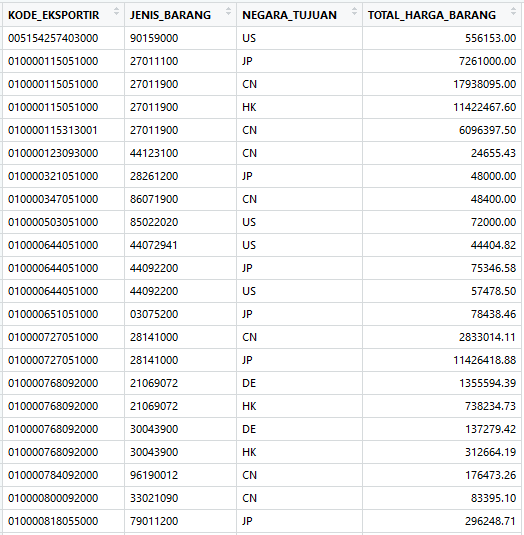 KODE_EKSPORTIR JENIS_BARANG NEGARA_TUJUAN TOTAL_HARGA_BARANG
005154257403000 90159000 US 556153.00
010000115051000 27011100 JP 7261000.00
010000115051000 27011900 CN 17938095.00
010000115051000 27011900 HK 11422467.60
010000115313001 27011900 CN 6096397.50
010000123093000 44123100 CN 24655.43
010000321051000 28261200 JP 48000.00
010000347051000 86071900 CN 48400.00
010000503051000 85022020 US 72000.00
010000644051000 44072941 US 44404.82
010000644051000 44092200 JP 75346.58
010000644051000 44092200 US 57478.50
010000651051000 03075200 JP 78438.46
010000727051000 28141000 CN 2833014.11
010000727051000 28141000 JP 11426418.88
010000768092000 21069072 DE 1355594.39
010000768092000 21069072 HK 738234.73
010000768092000 30043900 DE 137279.42
010000768092000 30043900 HK 312664.19
010000784092000 96190012 CN 176473.26
010000800092000 33021090 CN 83395.10
010000818055000 79011200 JP 296248.71